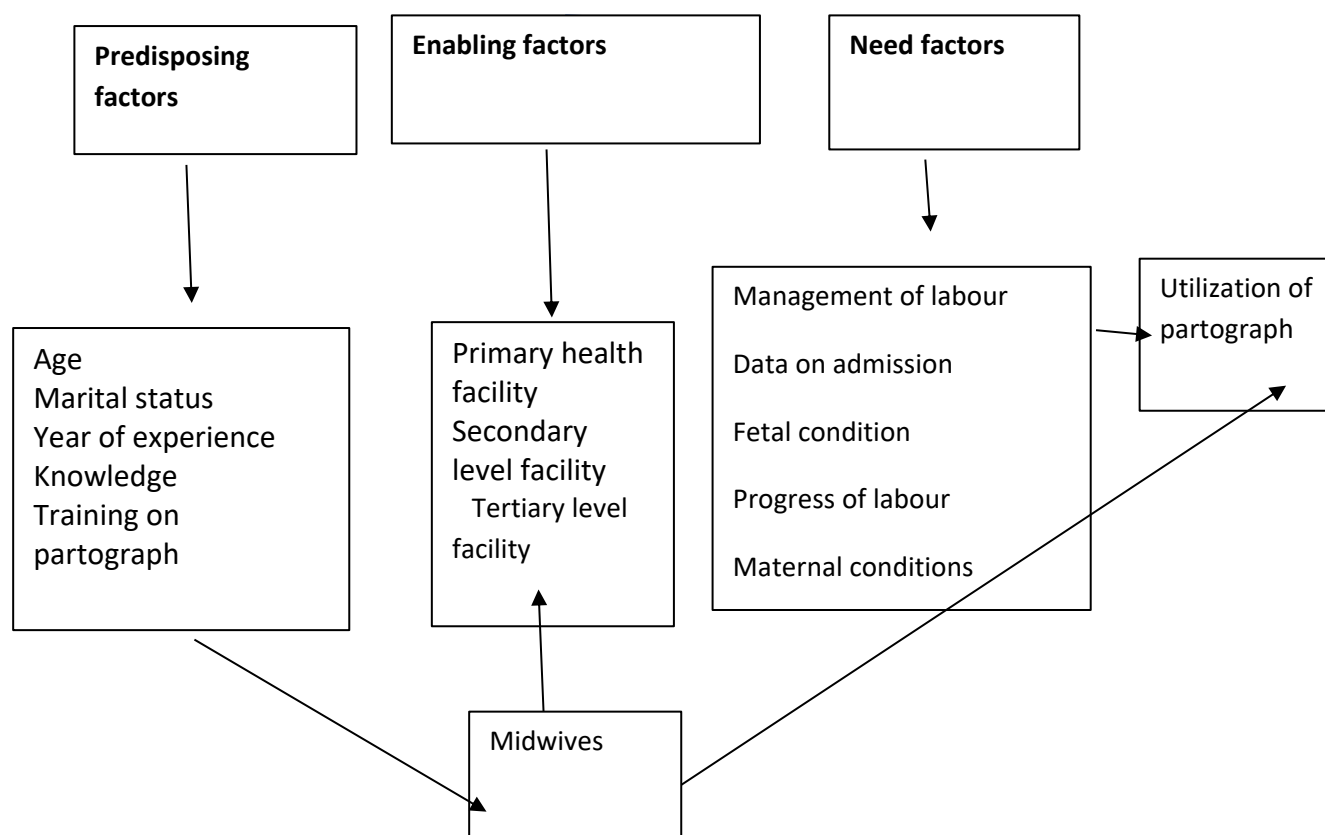 Predisposing
factors
Enabling factors
Need factors
Age
Marital status
Year of experience
Knowledge
Training on
partograph
Primary health
facility
Secondary
level facility
Tertiary level
facility
Management of labour
Data on admission
Fetal condition
Progress of labour
Maternal conditions
Utilization of
partograph
Midwives